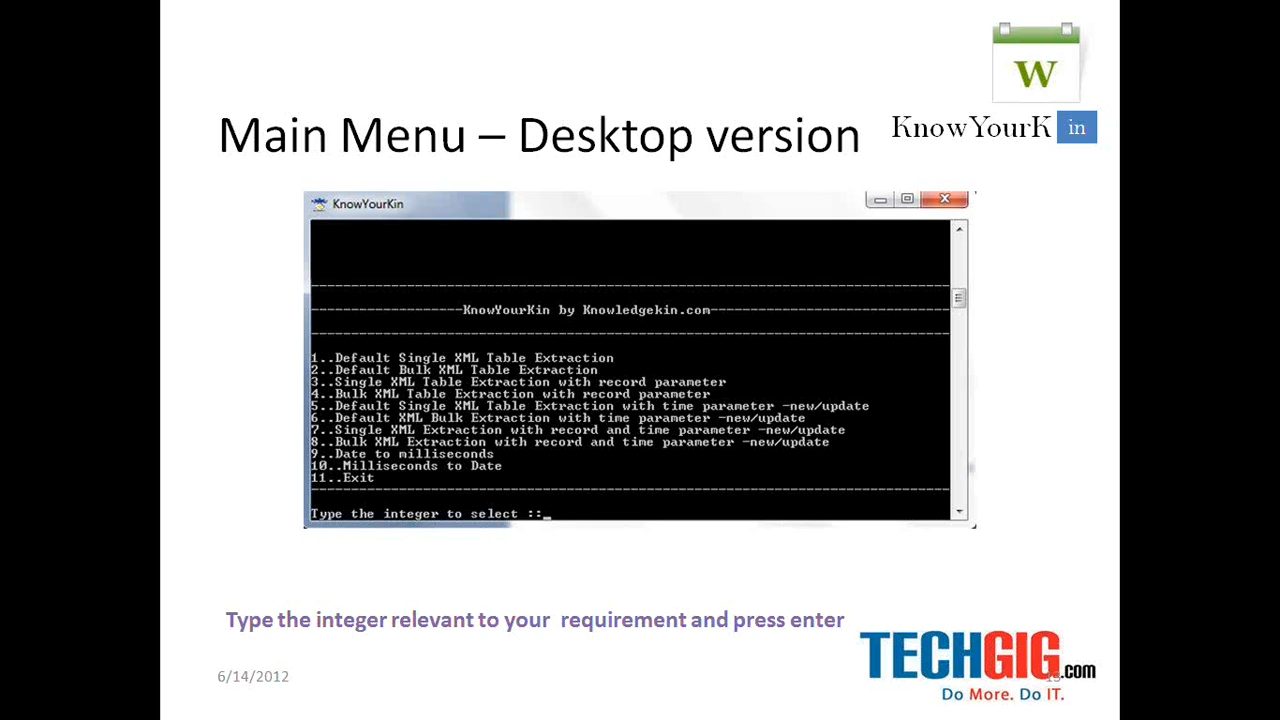 W
Main Menu – Desktop version
KnowYourK in
KnowYourKin
KnowYourKin by Knowledgekin.com
1..Default Single XML Table Extraction
2..Default Bulk XML Table Extraction
3..Single XML Table Extraction with record parameter
4..Bulk XML Table Extraction with record parameter
5..Default Single XML Table Extraction with time parameter -new/update
6..Default XML Bulk Extraction with time parameter -new/update
7..Single XML Extraction with record and time parameter -new/update
8..Bulk XML Extraction with record and time parameter -new/update
9..Date to milliseconds
10..Milliseconds to Date
11..Exit
Type the integer to select ::_
Type the integer relevant to your  requirement and press enter
6/14/2012
TECHGIG.com
Do More. Do IT.